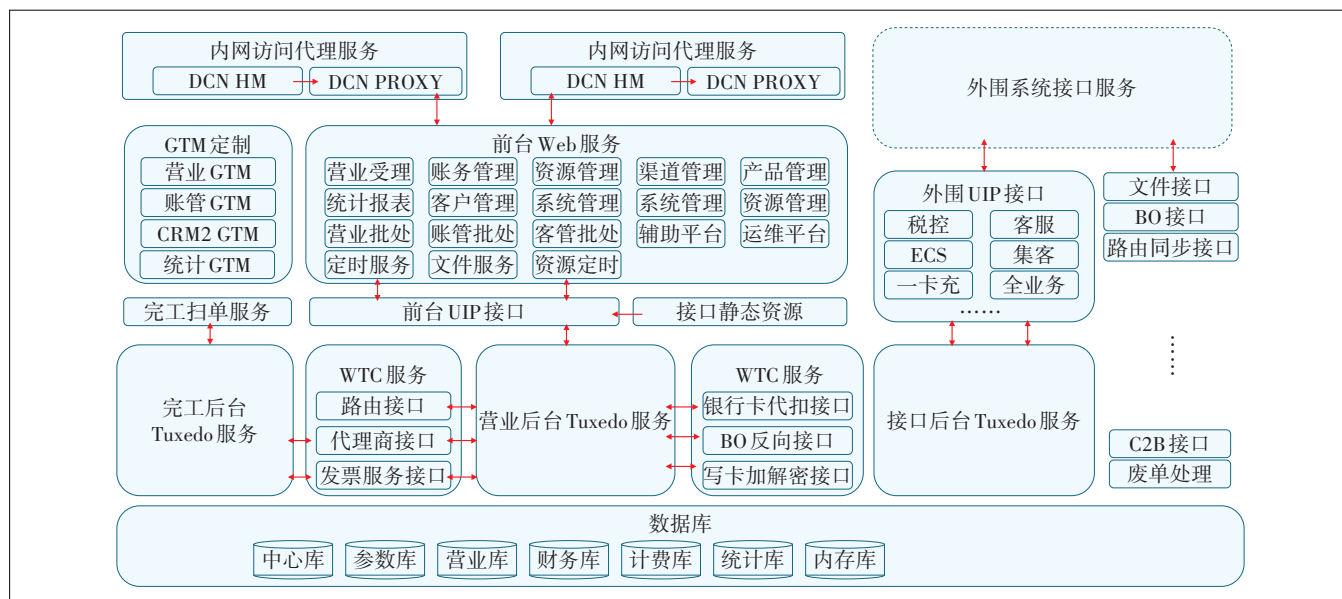 内网访问代理服务
DCN HM
DCN PROXY
内网访问代理服务
DCN HM
DCN PROXY
外围系统接口服务
GTM定制
营业GTM
账管GTM
CRM2 GTM
统计GTM
前台Web服务
营业受理 账务管理 资源管理 渠道管理 产品管理
统计报表 客户管理 系统管理 系统管理 资源管理
营业批处 账管批处 客管批处 辅助平台 运维平台
定时服务 文件服务 资源定时
外围UIP接口
税控 客服
ECS 集客
一卡充 全业务
……
文件接口
BO接口
路由同步接口
……
C2B接口
废单处理
完工扫单服务
前台UIP接口
接口静态资源
完工后台
Tuxedo服务
WTC服务
路由接口
代理商接口
发票服务接口
营业后台Tuxedo服务
WTC服务
银行卡代扣接口
BO反向接口
写卡加解密接口
接口后台Tuxedo服务
数据库
中心库 参数库 营业库 财务库 计费库 统计库 内存库